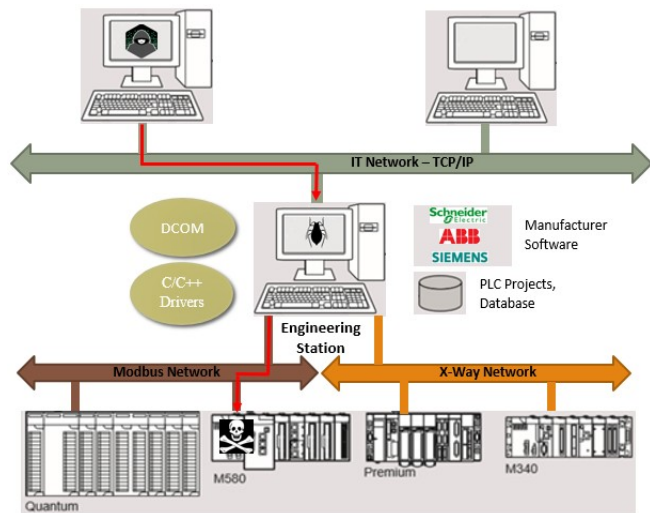 IT Network – TCP/IP
DCOM
C/C++
Drivers
Schneider
Electric
ABB
SIEMENS
Manufacturer
Software
PLC Projects,
Database
Engineering
Station
Modbus Network
X-Way Network
Quantum
M580
Premium
M340